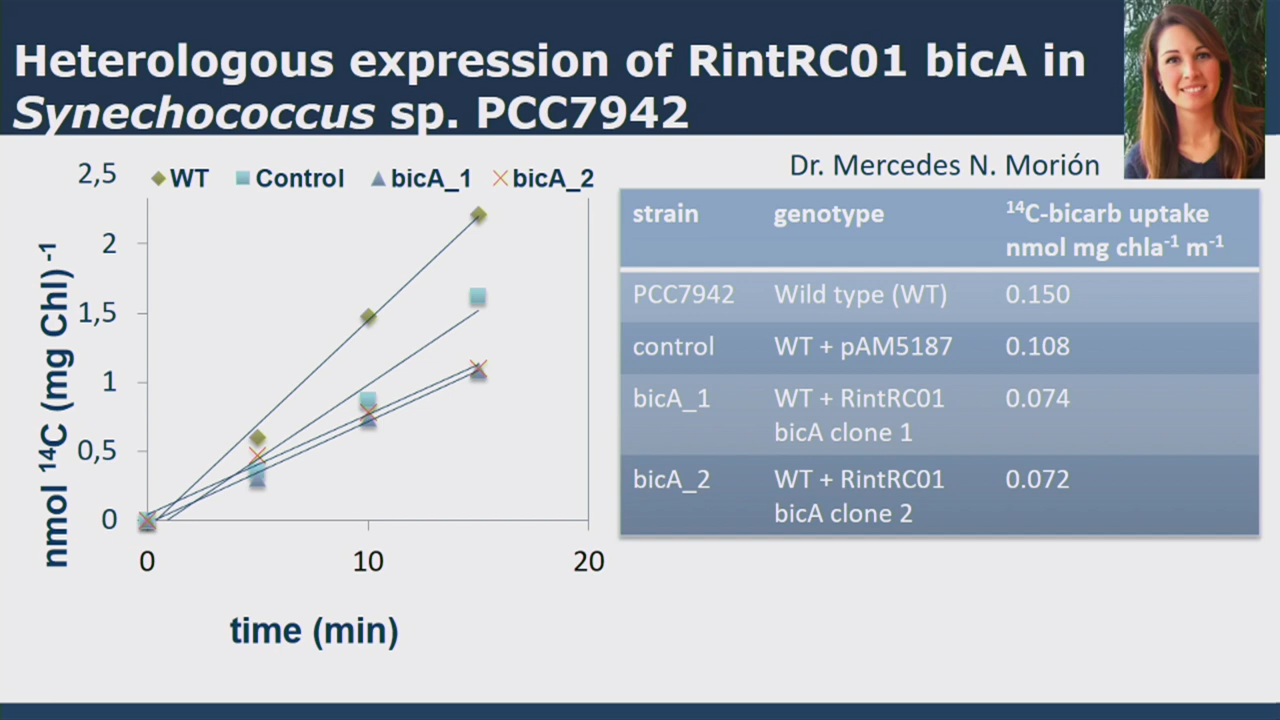 Heterologous expression of RintRC01 bicA in
Synechococcus sp. PCC7942
Dr. Mercedes N. Morión
WT Control bicA_1 bicA_2
nmol ¹⁴C (mg Chl) ⁻¹
2,5
2
1,5
1
0,5
0
0 10 20
time (min)
strain genotype ¹⁴C-bicarb uptake
nmol mg chla⁻¹ m⁻¹
PCC7942 Wild type (WT) 0.150
control WT + pAM5187 0.108
bicA_1 WT + RintRC01 0.074
bicA clone 1
bicA_2 WT + RintRC01 0.072
bicA clone 2